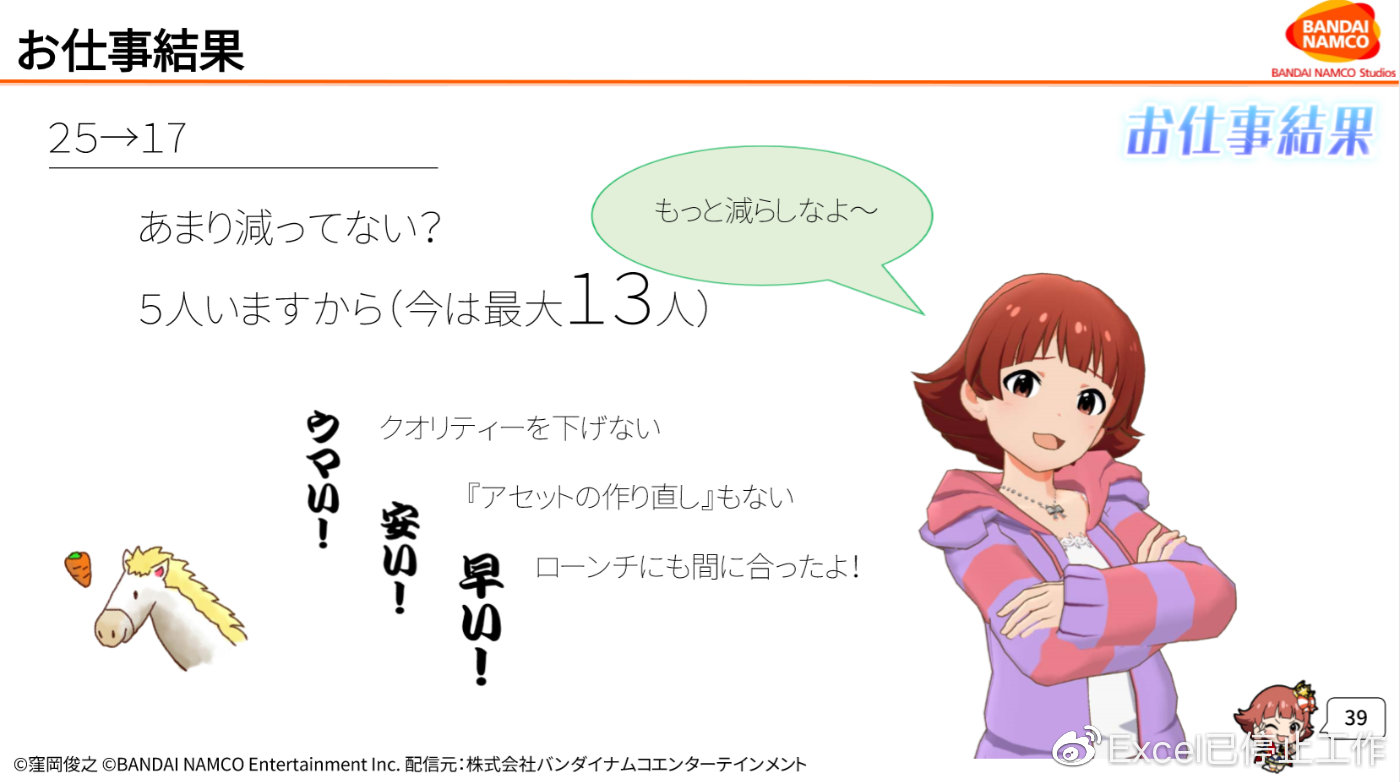 お仕事結果
BANDAI
NAMCO
BANDAI NAMCO Studios
お仕事結果
25→17
あまり減ってない？
もっと減らしなよ～
５人いますから（今は最大13人）
ウマい！
クオリティーを下げない
安い！
『アセットの作り直し』もない
早い！
ローンチにも間に合ったよ！
39
Excel已停止工作
©窪岡俊之 ©BANDAI NAMCO Entertainment Inc. 配信元：株式会社バンダイナムコエンターテインメント